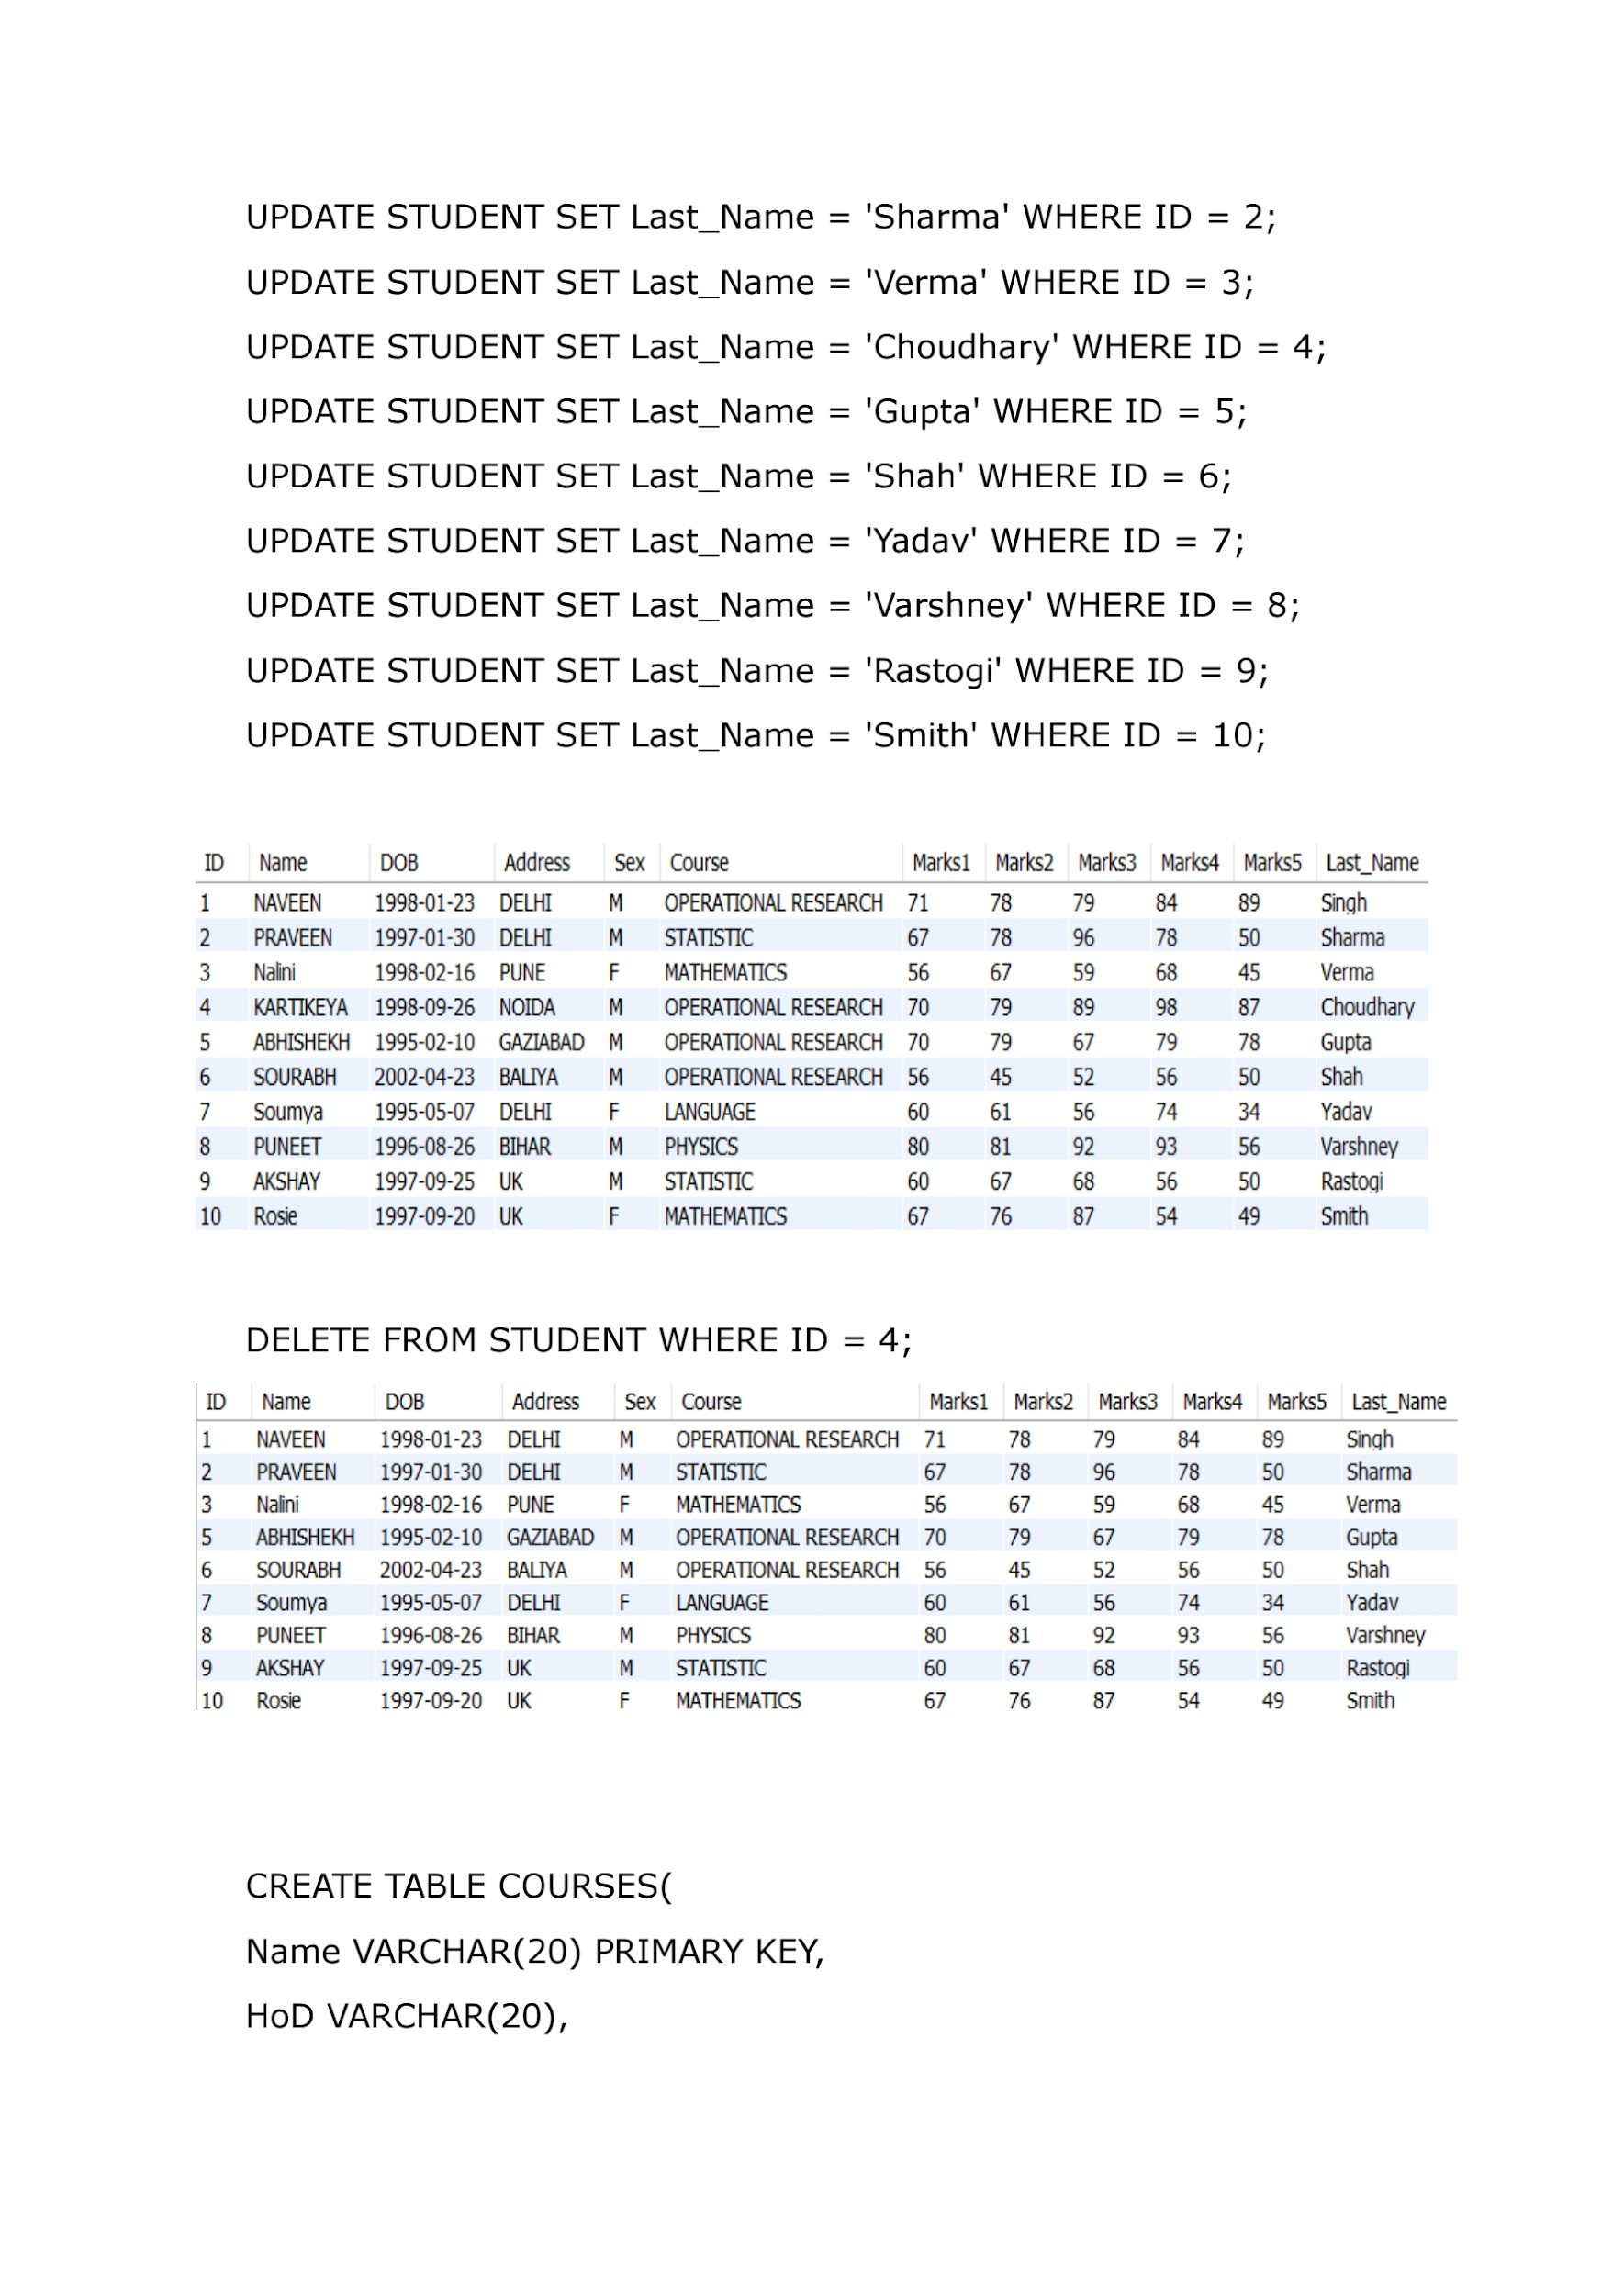 UPDATE STUDENT SET Last_Name = 'Sharma' WHERE ID = 2;
UPDATE STUDENT SET Last_Name = 'Verma' WHERE ID = 3;
UPDATE STUDENT SET Last_Name = 'Choudhary' WHERE ID = 4;
UPDATE STUDENT SET Last_Name = 'Gupta' WHERE ID = 5;
UPDATE STUDENT SET Last_Name = 'Shah' WHERE ID = 6;
UPDATE STUDENT SET Last_Name = 'Yadav' WHERE ID = 7;
UPDATE STUDENT SET Last_Name = 'Varshney' WHERE ID = 8;
UPDATE STUDENT SET Last_Name = 'Rastogi' WHERE ID = 9;
UPDATE STUDENT SET Last_Name = 'Smith' WHERE ID = 10;
ID Name DOB Address Sex Course Marks1 Marks2 Marks3 Marks4 Marks5 Last_Name
1 NAVEEN 1998-01-23 DELHI M OPERATIONAL RESEARCH 71 78 79 84 89 Singh
2 PRAVEEN 1997-01-30 DELHI M STATISTIC 67 78 96 78 50 Sharma
3 Nalini 1998-02-16 PUNE F MATHEMATICS 56 67 59 68 45 Verma
4 KARTIKEYA 1998-09-26 NOIDA M OPERATIONAL RESEARCH 70 79 89 98 87 Choudhary
5 ABHISHEKH 1995-02-10 GAZIABAD M OPERATIONAL RESEARCH 70 79 67 79 78 Gupta
6 SOURABH 2002-04-23 BALIYA M OPERATIONAL RESEARCH 56 45 52 56 50 Shah
7 Soumya 1995-05-07 DELHI F LANGUAGE 60 61 56 74 34 Yadav
8 PUNEET 1996-08-26 BIHAR M PHYSICS 80 81 92 93 56 Varshney
9 AKSHAY 1997-09-25 UK M STATISTIC 60 67 68 56 50 Rastogi
10 Rosie 1997-09-20 UK F MATHEMATICS 67 76 87 54 49 Smith
DELETE FROM STUDENT WHERE ID = 4;
ID Name DOB Address Sex Course Marks1 Marks2 Marks3 Marks4 Marks5 Last_Name
1 NAVEEN 1998-01-23 DELHI M OPERATIONAL RESEARCH 71 78 79 84 89 Singh
2 PRAVEEN 1997-01-30 DELHI M STATISTIC 67 78 96 78 50 Sharma
3 Nalini 1998-02-16 PUNE F MATHEMATICS 56 67 59 68 45 Verma
5 ABHISHEKH 1995-02-10 GAZIABAD M OPERATIONAL RESEARCH 70 79 67 79 78 Gupta
6 SOURABH 2002-04-23 BALIYA M OPERATIONAL RESEARCH 56 45 52 56 50 Shah
7 Soumya 1995-05-07 DELHI F LANGUAGE 60 61 56 74 34 Yadav
8 PUNEET 1996-08-26 BIHAR M PHYSICS 80 81 92 93 56 Varshney
9 AKSHAY 1997-09-25 UK M STATISTIC 60 67 68 56 50 Rastogi
10 Rosie 1997-09-20 UK F MATHEMATICS 67 76 87 54 49 Smith
CREATE TABLE COURSES(
Name VARCHAR(20) PRIMARY KEY,
HoD VARCHAR(20),